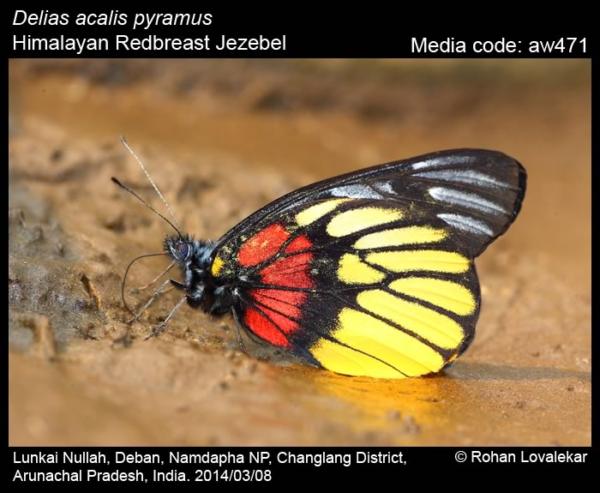 Delias acalis pyramus
Himalayan Redbreast Jezebel
Media code: aw471
Lunkai Nullah, Deban, Namdapha NP, Changlang District,
Arunachal Pradesh, India. 2014/03/08
© Rohan Lovalekar